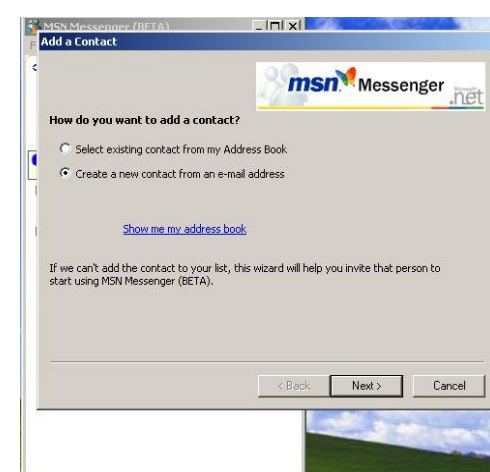 MSN Messenger (BETA)
Add a Contact
msn Messenger
Microsoft
.net
How do you want to add a contact?
Select existing contact from my Address Book
Create a new contact from an e-mail address
Show me my address book
If we can't add the contact to your list, this wizard will help you invite that person to
start using MSN Messenger (BETA).
< Back
Next >
Cancel